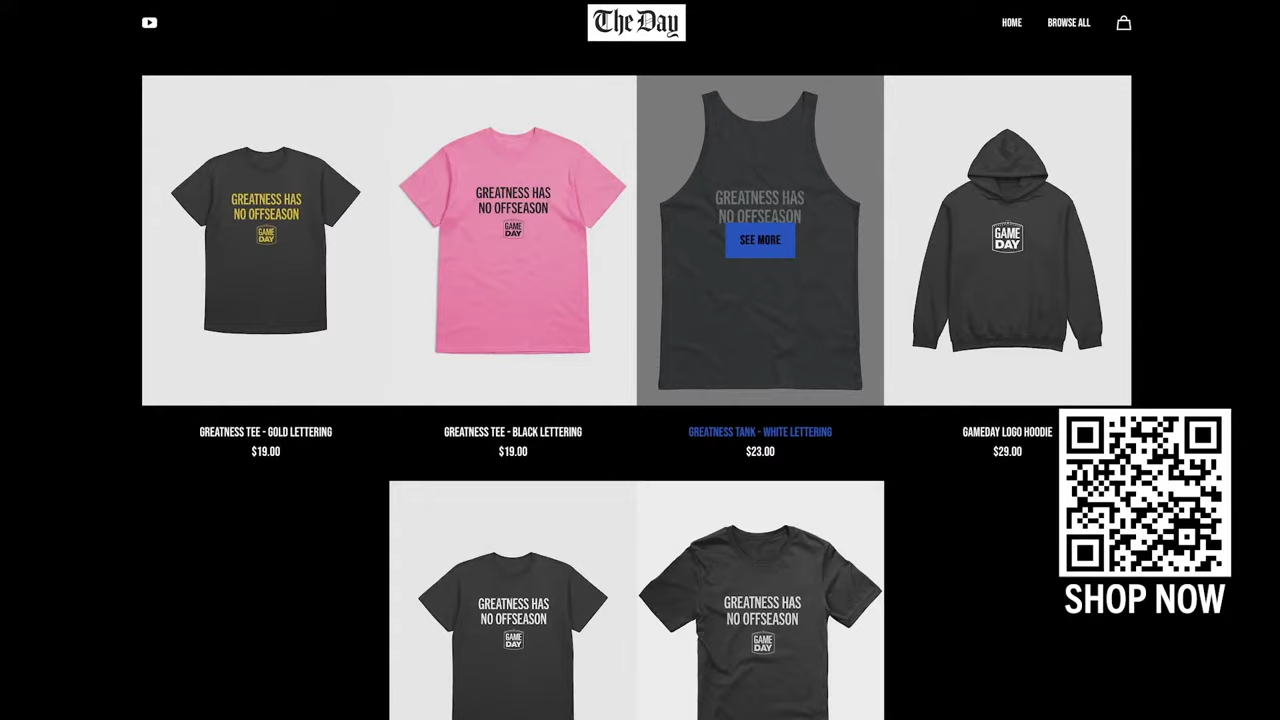 The Day
HOME
BROWSE ALL
GREATNESS HAS
NO OFFSEASON
GAME
DAY
GREATNESS HAS
NO OFFSEASON
GAME
DAY
GREATNESS HAS
NO OFFSEASON
SEE MORE
GAME
DAY
GREATNESS TEE - GOLD LETTERING
$19.00
GREATNESS TEE - BLACK LETTERING
$19.00
GREATNESS TANK - WHITE LETTERING
$23.00
GAMEDAY LOGO HOODIE
$29.00
GREATNESS HAS
NO OFFSEASON
GAME
DAY
GREATNESS HAS
NO OFFSEASON
GAME
DAY
SHOP NOW